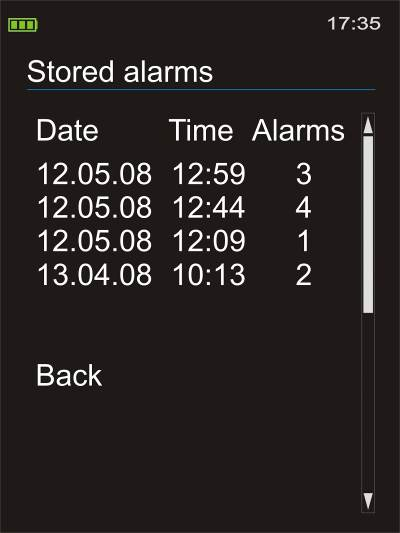 17:35
Stored alarms
Date Time Alarms
12.05.08 12:59 3
12.05.08 12:44 4
12.05.08 12:09 1
13.04.08 10:13 2
Back